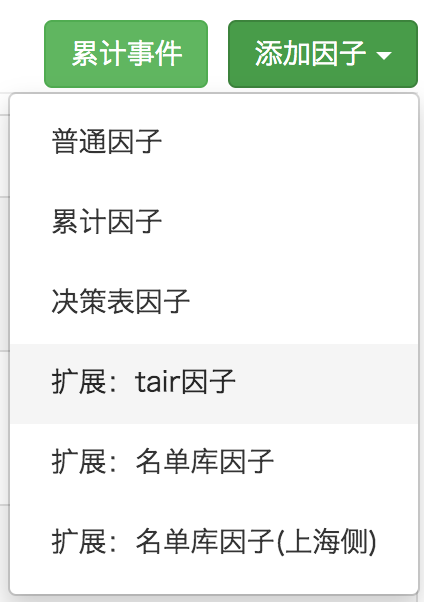 累计事件 添加因子
普通因子
累计因子
决策表因子
扩展：tair因子
扩展：名单库因子
扩展：名单库因子(上海侧)